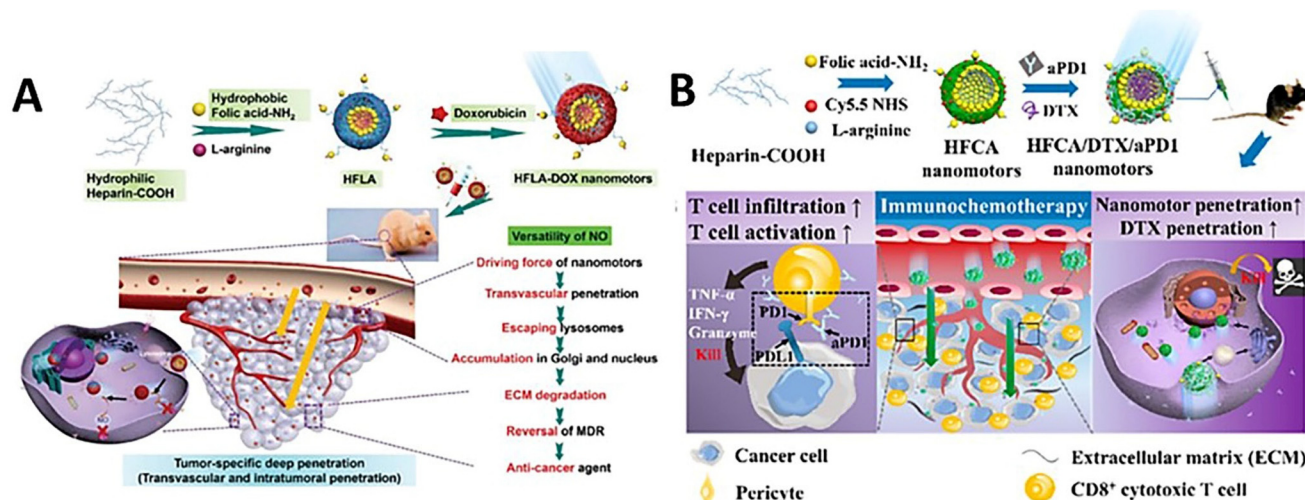 A
Hydrophobic
Folic acid-NH2
L-arginine
Hydrophilic
Heparin-COOH
HFLA
Doxorubicin
HFLA-DOX nanomotors
Versatility of NO
Driving force of nanomotors
Transvascular penetration
Escaping lysosomes
Accumulation in Golgi and nucleus
ECM degradation
Reversal of MDR
Anti-cancer agent
Tumor-specific deep penetration
(Transvascular and intratumoral penetration)
B
Folic acid-NH2
Cy5.5 NHS
L-arginine
Heparin-COOH
HFCA
nanomotors
aPD1
DTX
HFCA/DTX/aPD1
nanomotors
T cell infiltration ↑
T cell activation ↑
TNF-α
IFN-γ
Granzyme
Kill
PD1
aPD1
PDL1
Immunochemotherapy
Nanomotor penetration↑
DTX penetration ↑
Kill
Cancer cell
Pericyte
Extracellular matrix (ECM)
CD8+ cytotoxic T cell